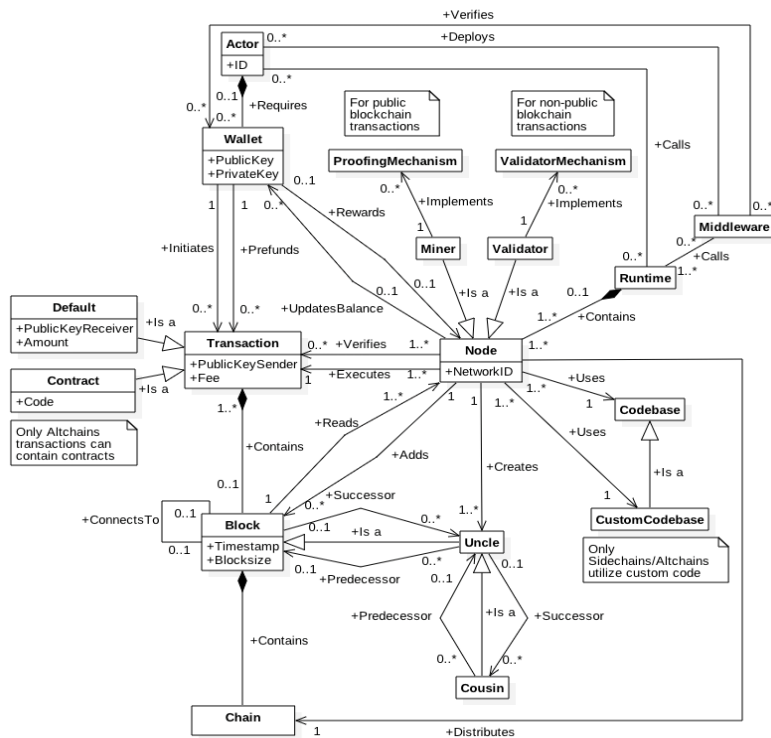 +Verifies
Actor
0..*
+Deploys
+ID
0..*
0..1
+Requires
0..*
0..*
For public
blokchain
transactions
For non-public
blokchain
transactions
Wallet
+PublicKey
+PrivateKey
ProofingMechanism
ValidatorMechanism
+Calls
0..1
0..*
0..*
1
1
0..*
+Implements
+Implements
0..*
0..*
+Rewards
1
1
Middleware
+Initiates
+Prefunds
Miner
Validator
0..*
0..*
+Calls
Runtime
1..*
0..1
0..1
+Is a
+Is a
0..1
Default
+PublicKeyReceiver
+Amount
0..*
0..*
+UpdatesBalance
1..*
+Contains
+Is a
Transaction
+PublicKeySender
+Fee
0..*
+Verifies
1..*
Node
+NetworkID
1..*
Contract
+Code
+Is a
1
+Executes
1..*
1..*
+Uses
1..*
1..*
1
1
1..*
1
Codebase
Only Altchains
transactions can
contain contracts
+Reads
+Uses
+Contains
+Adds
+Creates
+Is a
0..1
1
0..*
+Successor
1..*
1
+ConnectsTo
0..1
Block
+Timestamp
+Blocksize
0..1
0..1
+Is a
0..*
Uncle
CustomCodebase
0..1
0..*
0..1
0..1
Only
Sidechains/Altchains
utilize custom code
+Predecessor
+Predecessor
+Is a
+Successor
+Contains
0..*
0..*
Cousin
Chain
1
+Distributes